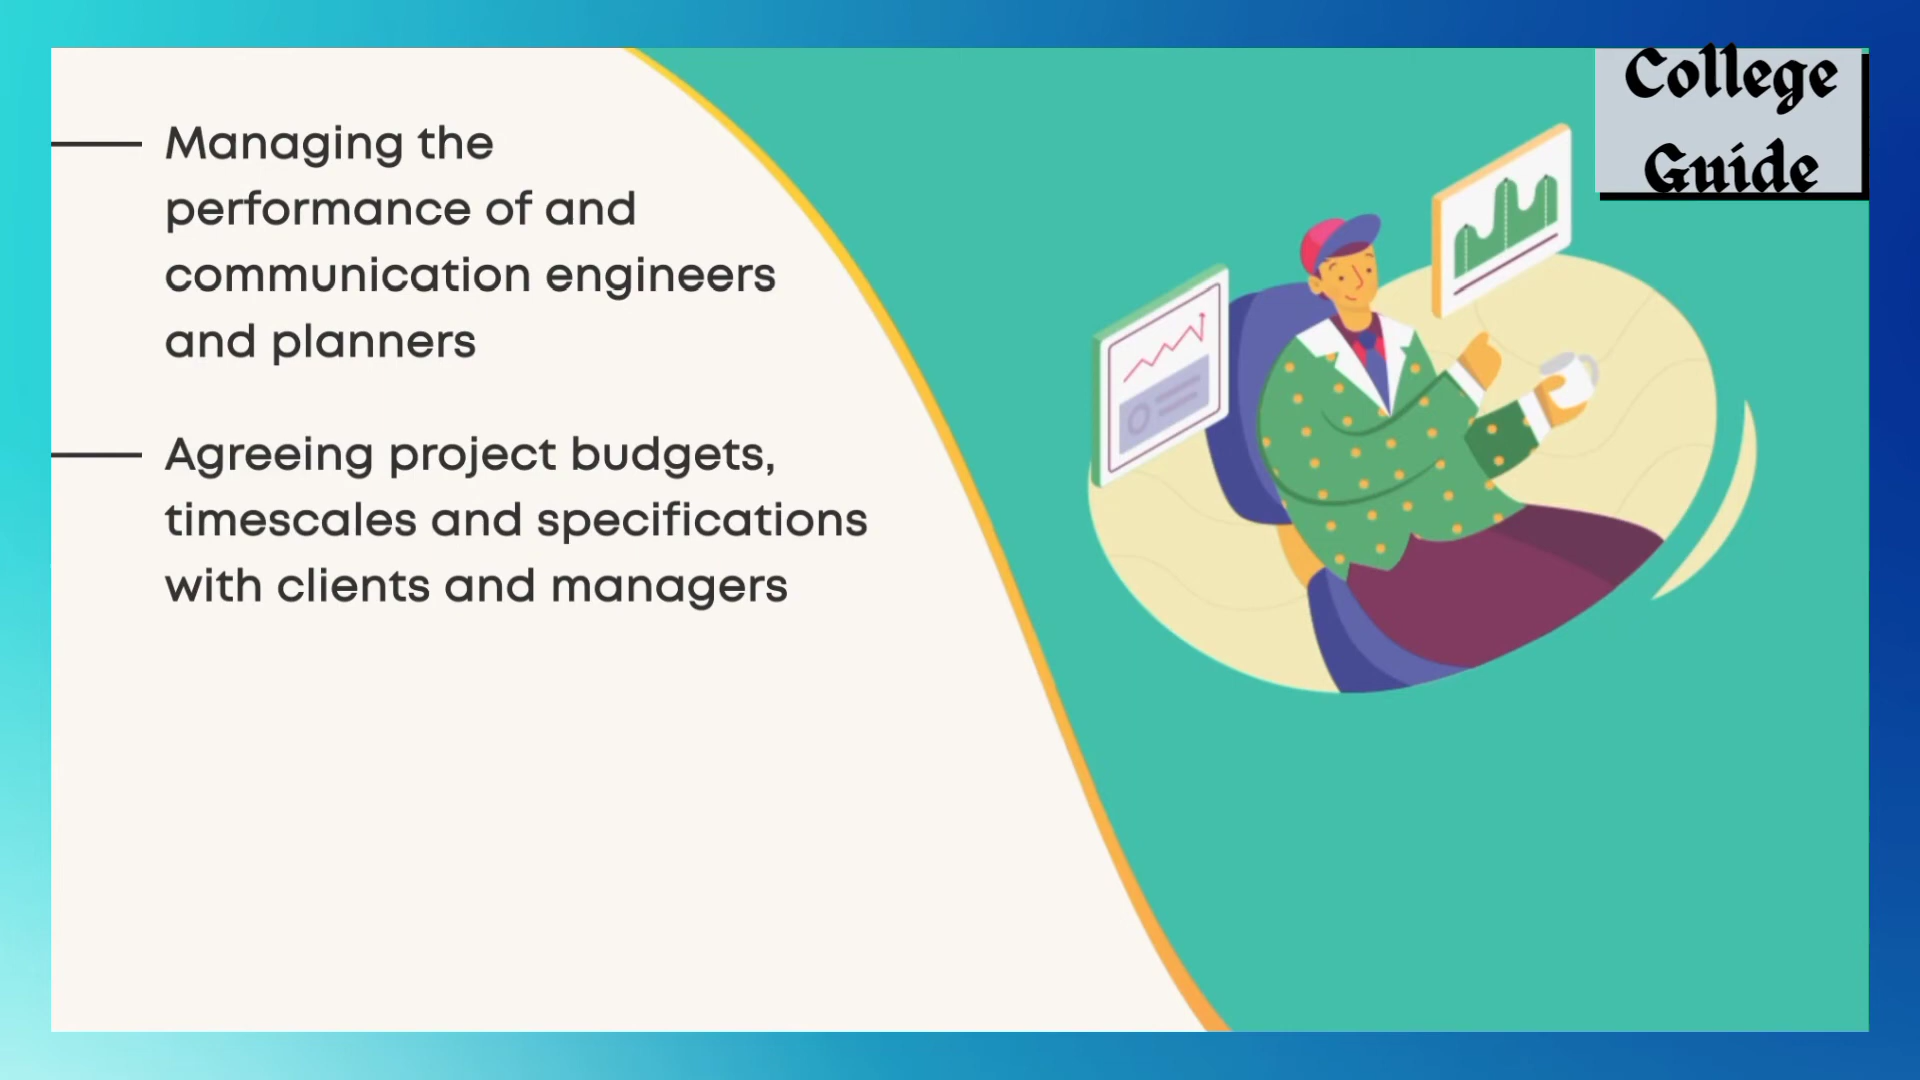 College
Guide
Managing the
performance of and
communication engineers
and planners
Agreeing project budgets,
timescales and specifications
with clients and managers